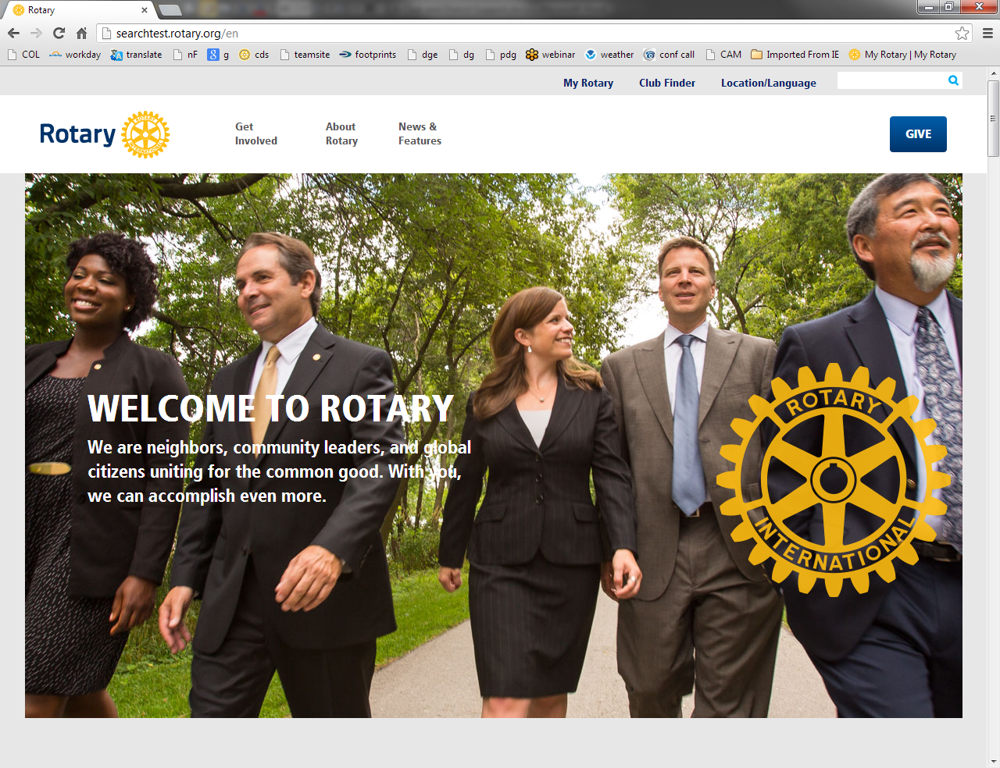 Rotary
searchtest.rotary.org/en
COL workday translate nF g cds teamsite footprints dge dg pdg webinar weather conf call CAM Imported From IE My Rotary | My Rotary
My Rotary Club Finder Location/Language
Rotary
ROTARY
INTERNATIONAL
Get
Involved
About
Rotary
News &
Features
GIVE
WELCOME TO ROTARY
We are neighbors, community leaders, and global
citizens uniting for the common good. With you,
we can accomplish even more.
ROTARY
INTERNATIONAL